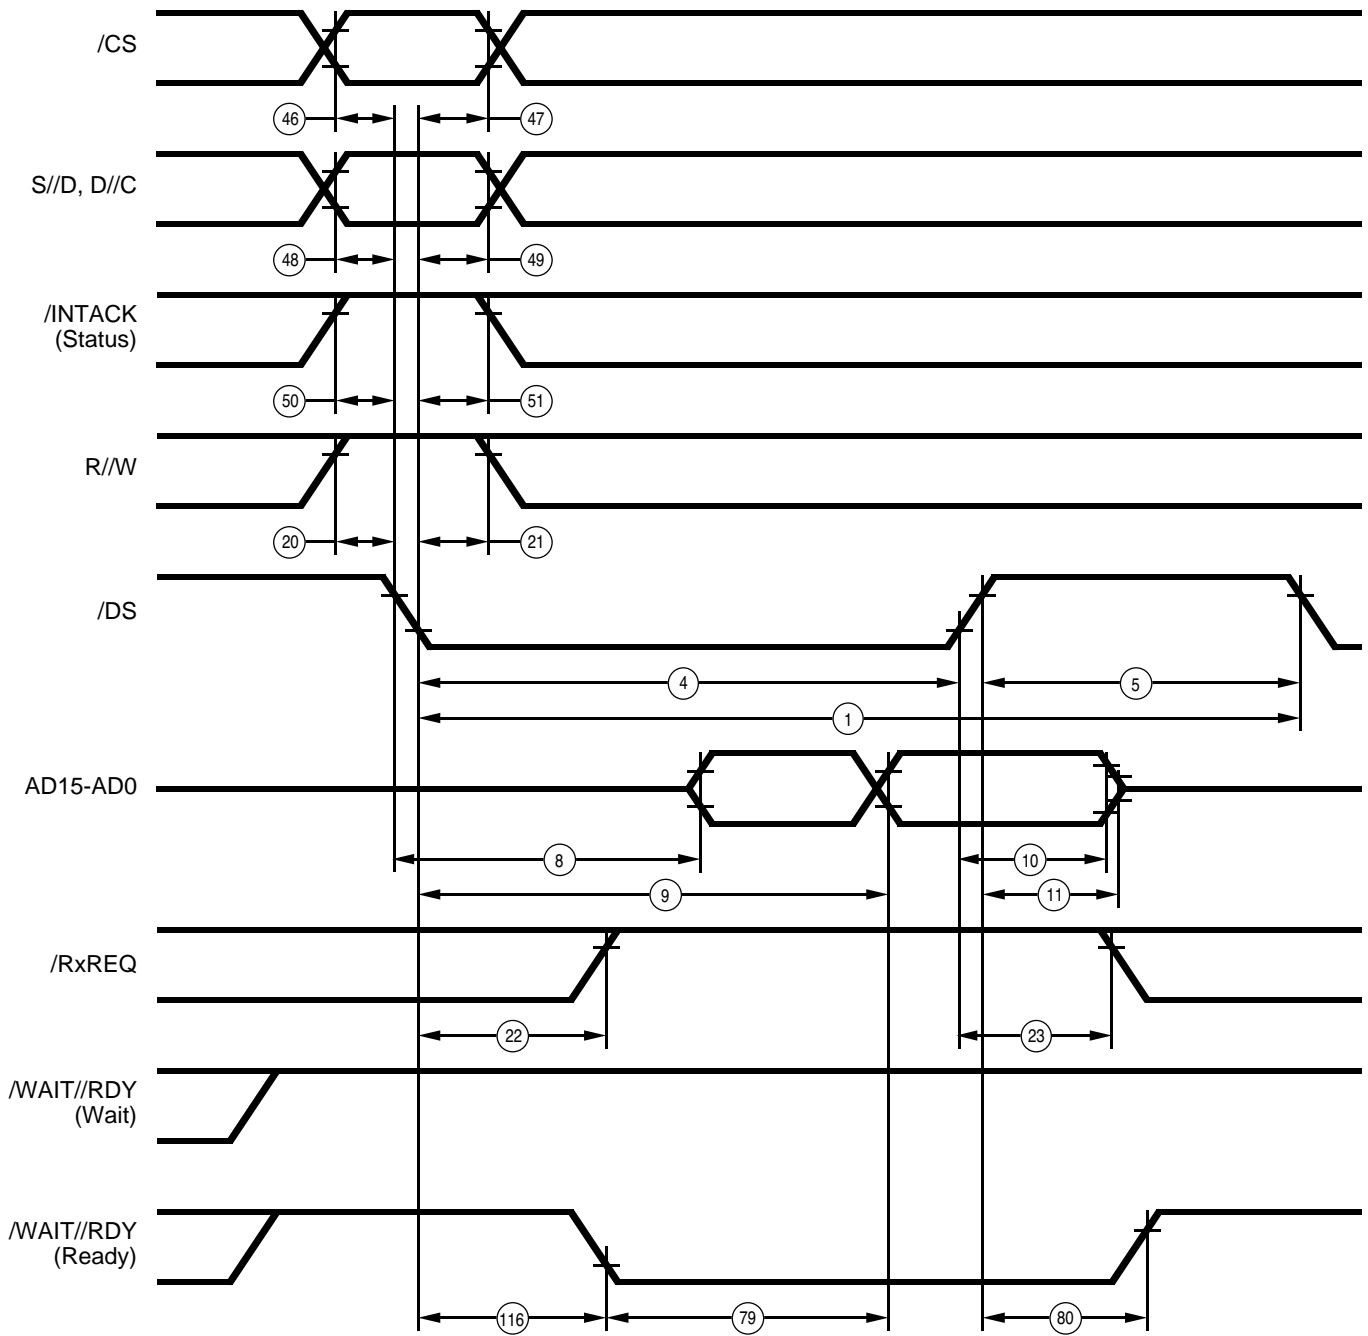 /CS
46
47
S//D, D//C
48
49
/INTACK
(Status)
50
51
R//W
20
21
/DS
4
5
1
AD15-AD0
8
10
9
11
/RxREQ
22
23
/WAIT//RDY
(Wait)
/WAIT//RDY
(Ready)
116
79
80